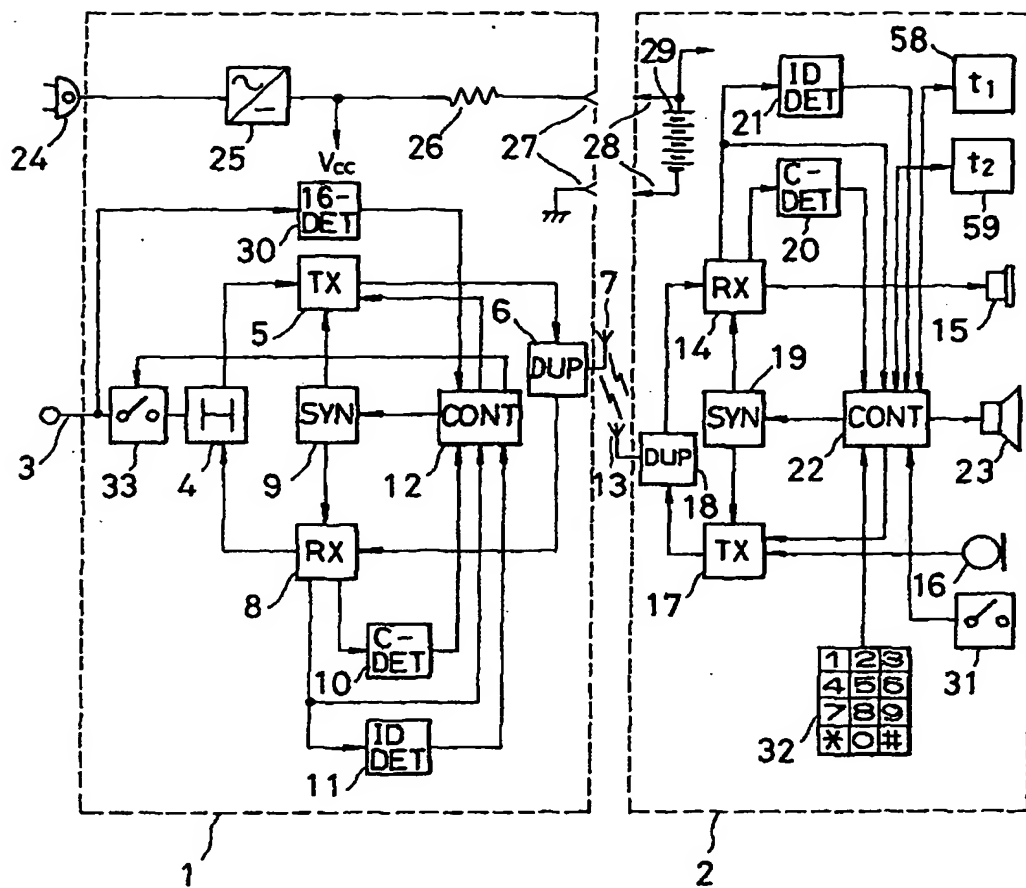 58
29
ID
DET
t1
21
24
25
Vcc
26
27
28
C-
DET
t2
16-
DET
20
59
30
TX
5
6
7
RX
14
15
DUP
19
SYN
CONT
SYN
CONT
3
33
4
9
12
13
DUP
18
22
23
RX
TX
8
17
16
C-
DET
10
31
1 2 3
4 5 6
7 8 9
* 0 #
32
ID
DET
11
1
2